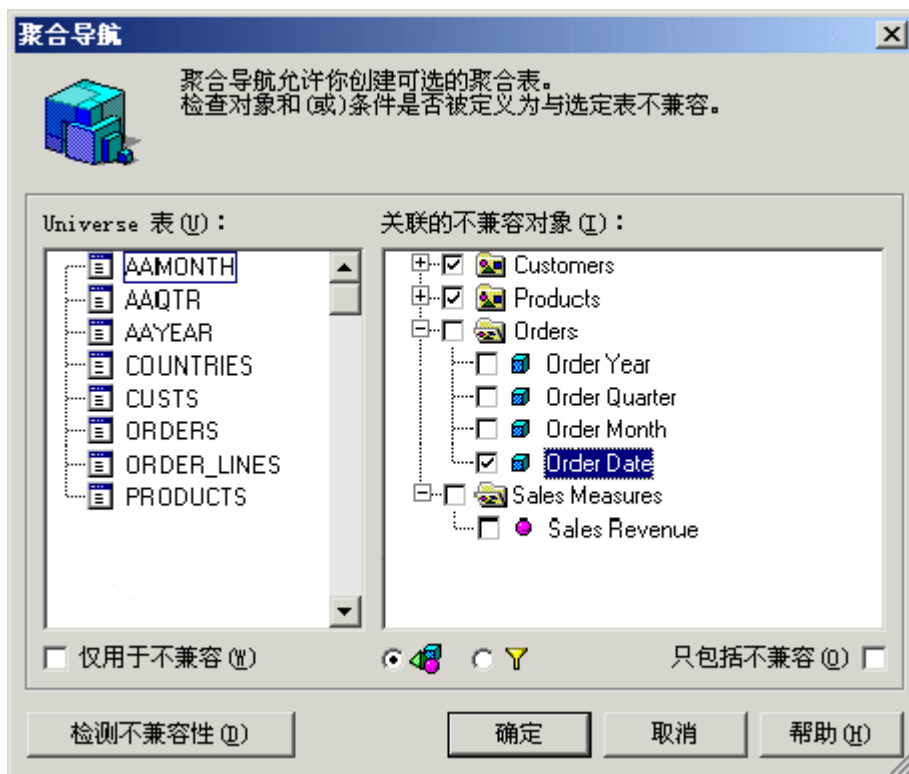 聚合导航
聚合导航允许你创建可选的聚合表。
检查对象和(或)条件是否被定义为与选定表不兼容。
Universe 表(U):
关联的不兼容对象(I):
AAMONTH
AAQTR
AAYEAR
COUNTRIES
CUSTS
ORDERS
ORDER_LINES
PRODUCTS
Customers
Products
Orders
Order Year
Order Quarter
Order Month
Order Date
Sales Measures
Sales Revenue
仅用于不兼容(W)
只包括不兼容(O)
检测不兼容性(D)
确定
取消
帮助(H)